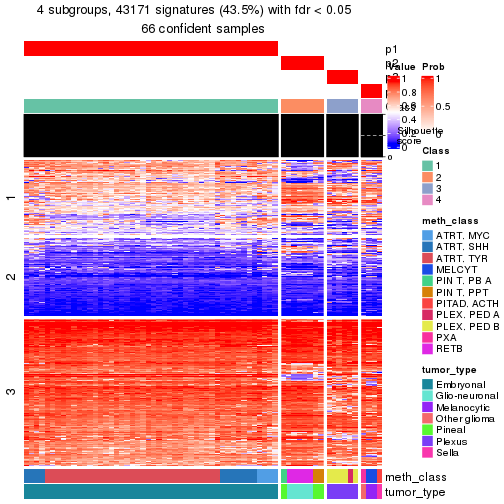 4 subgroups, 43171 signatures (43.5%) with fdr < 0.05
66 confident samples
p1
p2
Value
Prob
1
0.8
0.6
0.4
0
1
0.5
0
Silhouette
score
Class
1
2
3
4
1
2
3
meth_class
ATRT. MYC
ATRT. SHH
ATRT. TYR
MELCYT
PIN T. PB A
PIN T. PPT
PITAD. ACTH
PLEX. PED A
PLEX. PED B
PXA
RETB
tumor_type
Embryonal
Glio-neuronal
Melanocytic
Other glioma
Pineal
Plexus
Sella
meth_class
tumor_type